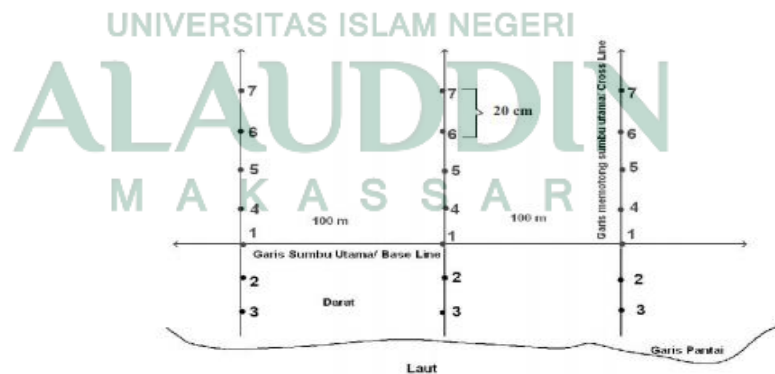 UNIVERSITAS ISLAM NEGERI
ALAUDDIN
MAKASSAR
7 7 7
20 cm
6 6 6
5 5 5
4 4 4
100 m 100 m
1 1 1
Garis memotong sumbu utama/ Cross Line
Garis Sumbu Utama/ Base Line
2 2 2
Darat
3 3 3
Garis Pantai
Laut